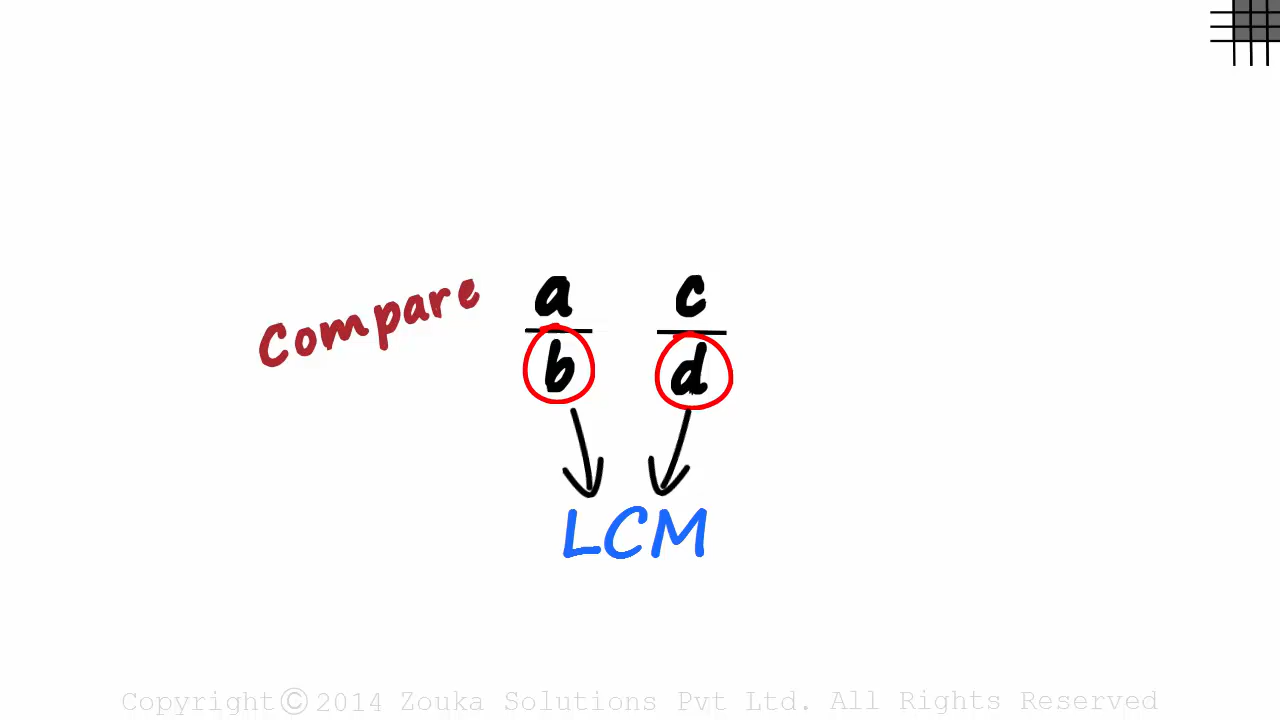 Compare
a c
b d
LCM
Copyright©2014 Zouka Solutions Pvt Ltd. All Rights Reserved